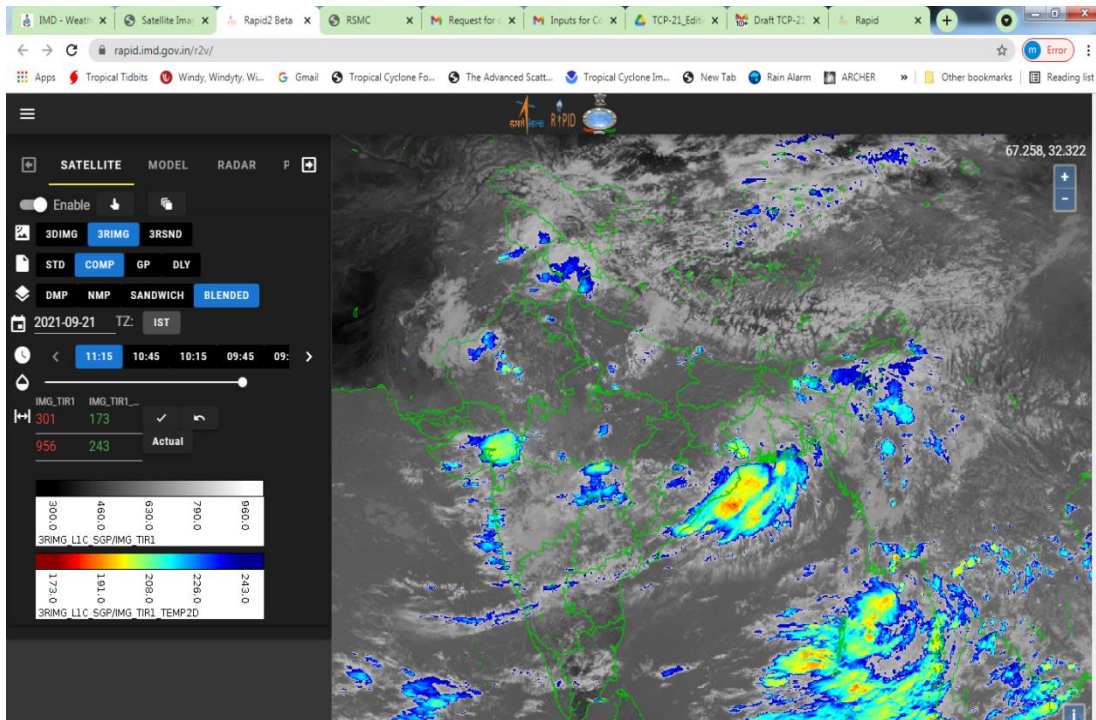 IMD - Weath
Satellite Imag
Rapid2 Beta
RSMC
Request for c
Inputs for Co
TCP-21_Editi
Draft TCP-21
Rapid
rapid.imd.gov.in/r2v/
m Error
Apps Tropical Tidbits Windy, Windyty. Wi... Gmail Tropical Cyclone Fo... The Advanced Scatt... Tropical Cyclone Im... New Tab Rain Alarm ARCHER » Other bookmarks Reading list
RAPID
67.258, 32.322
SATELLITE MODEL RADAR P
Enable
3DIMG 3RIMG 3RSND
STD COMP GP DLY
DMP NMP SANDWICH BLENDED
2021-09-21 TZ: IST
11:15 10:45 10:15 09:45 09:
IMG_TIR1 IMG_TIR1_...
301 173
956 243
Actual
300.0 460.0 630.0 790.0 960.0
3RIMG_L1C_SGP/IMG_TIR1
173.0 191.0 208.0 226.0 243.0
3RIMG_L1C_SGP/IMG_TIR1_TEMP2D